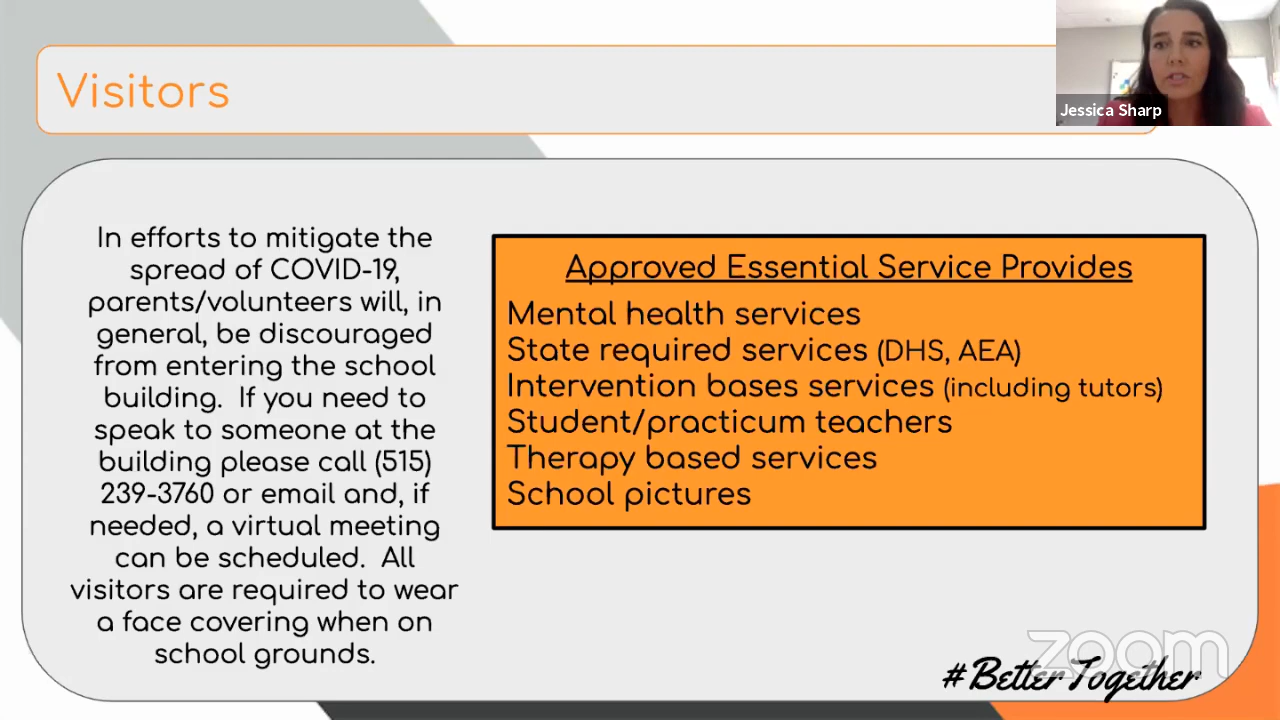 Visitors
Jessica Sharp
In efforts to mitigate the
spread of COVID-19,
parents/volunteers will, in
general, be discouraged
from entering the school
building.  If you need to
speak to someone at the
building please call (515)
239-3760 or email and, if
needed, a virtual meeting
can be scheduled.  All
visitors are required to wear
a face covering when on
school grounds.
Approved Essential Service Provides
Mental health services
State required services (DHS, AEA)
Intervention bases services (including tutors)
Student/practicum teachers
Therapy based services
School pictures
zoom
#BetterTogether